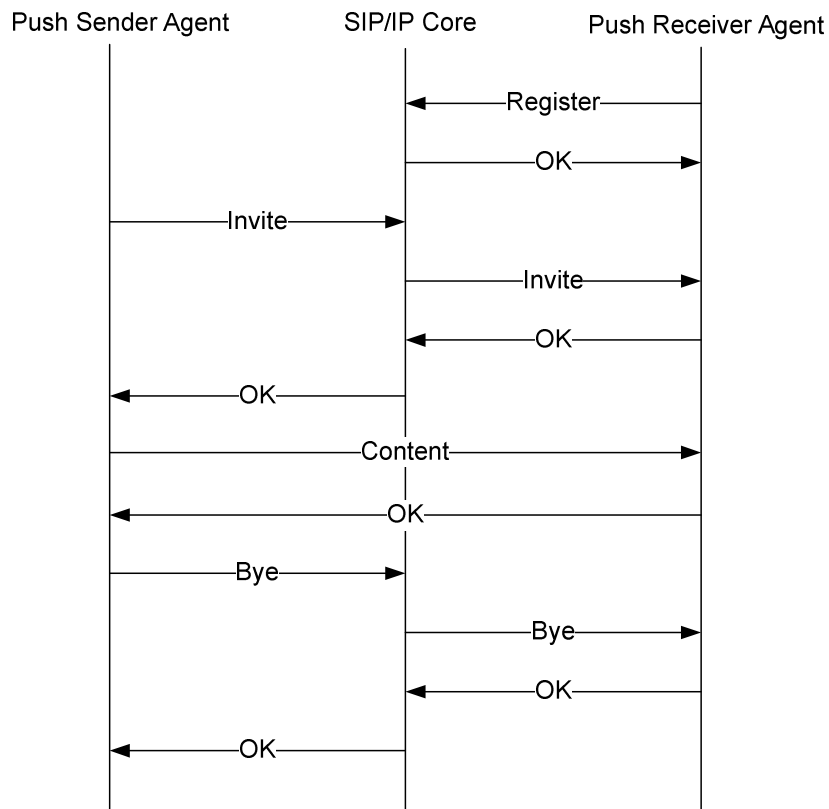 Push Sender Agent
SIP/IP Core
Push Receiver Agent
Register
OK
Invite
Invite
OK
OK
Content
OK
Bye
Bye
OK
OK